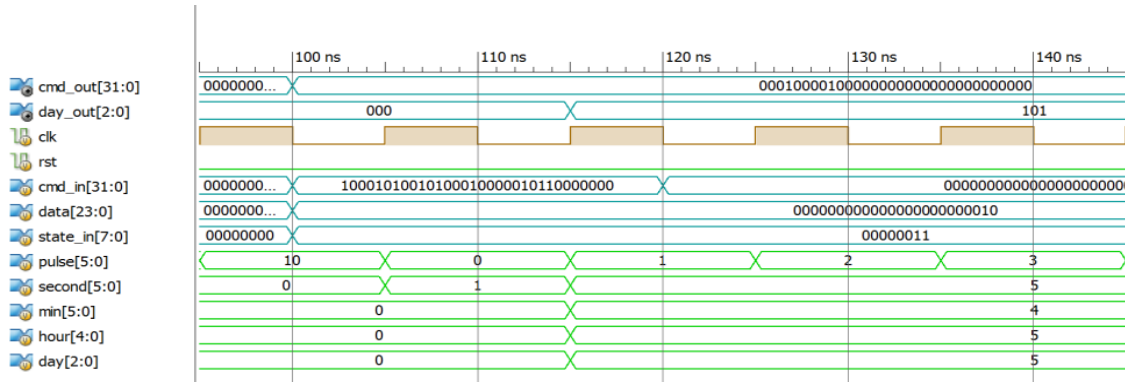 100 ns 110 ns 120 ns 130 ns 140 ns
cmd_out[31:0] 0000000... 00010000100000000000000000000000
day_out[2:0] 000 101
clk
rst
cmd_in[31:0] 0000000... 10001010010100010000010110000000
data[23:0] 0000000... 000000000000000000000010
state_in[7:0] 00000000 00000011
pulse[5:0] 10 0 1 2 3
second[5:0] 0 1 5
min[5:0] 0 4
hour[4:0] 0 5
day[2:0] 0 5